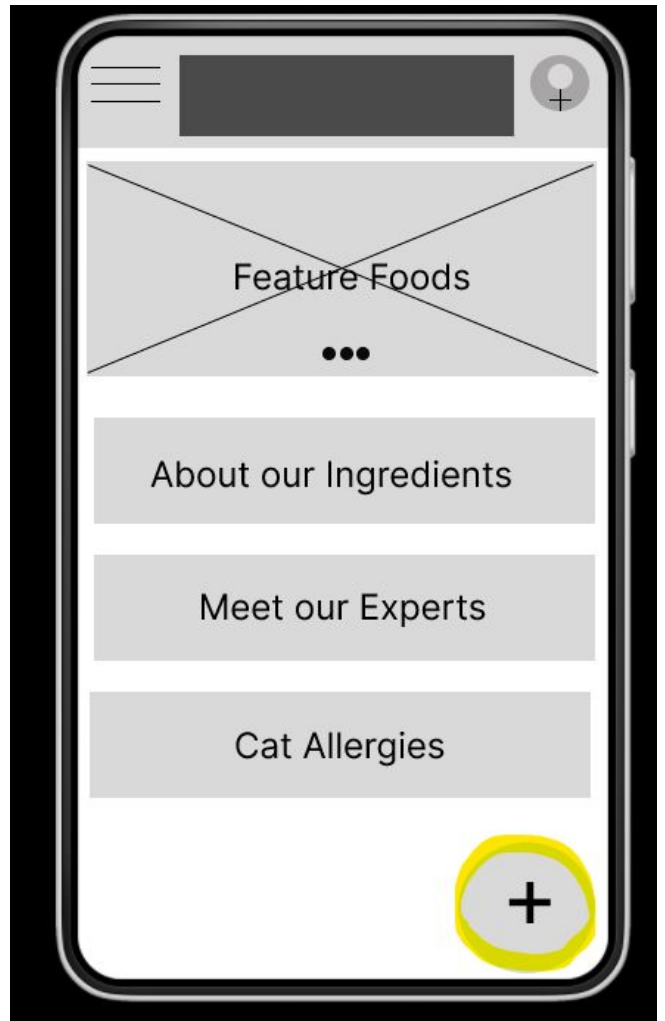 Feature Foods
About our Ingredients
Meet our Experts
Cat Allergies
+